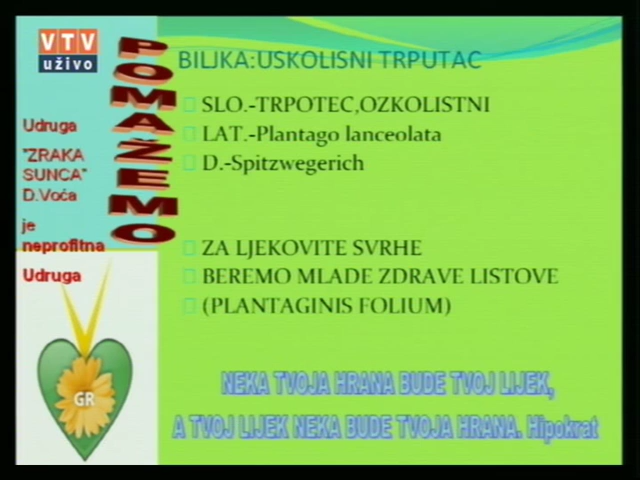 VTV
uživo
POMAŽEMO
Udruga
"ZRAKA
SUNCA"
D.Voća
je
neprofitna
Udruga
GR
BILJKA:USKOLISNI TRPUTAC
SLO.-TRPOTEC,OZKOLISTNI
LAT.-Plantago lanceolata
D.-Spitzwegerich
ZA LJEKOVITE SVRHE
BEREMO MLADE ZDRAVE LISTOVE
(PLANTAGINIS FOLIUM)
NEKA TVOJA HRANA BUDE TVOJ LIJEK,
A TVOJ LIJEK NEKA BUDE TVOJA HRANA. Hipokrat